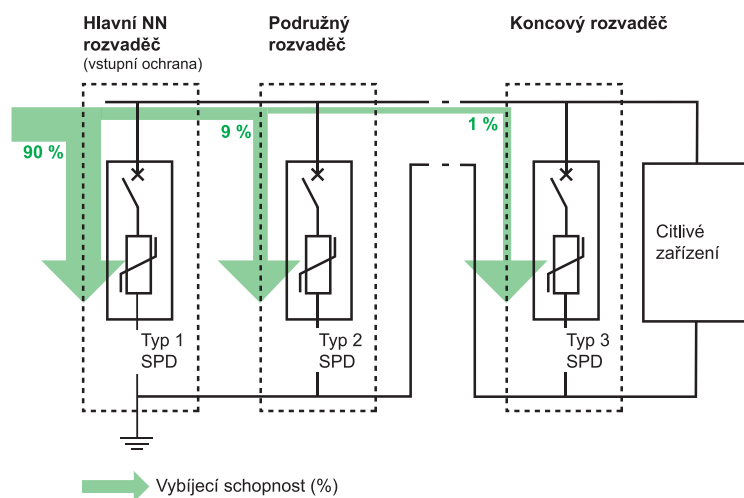 Hlavní NN
rozvaděč
(vstupní ochrana)
Podružný
rozvaděč
Koncový rozvaděč
90 %
9 %
1 %
Citlivé
zařízení
Typ 1
SPD
Typ 2
SPD
Typ 3
SPD
Vybíjecí schopnost (%)